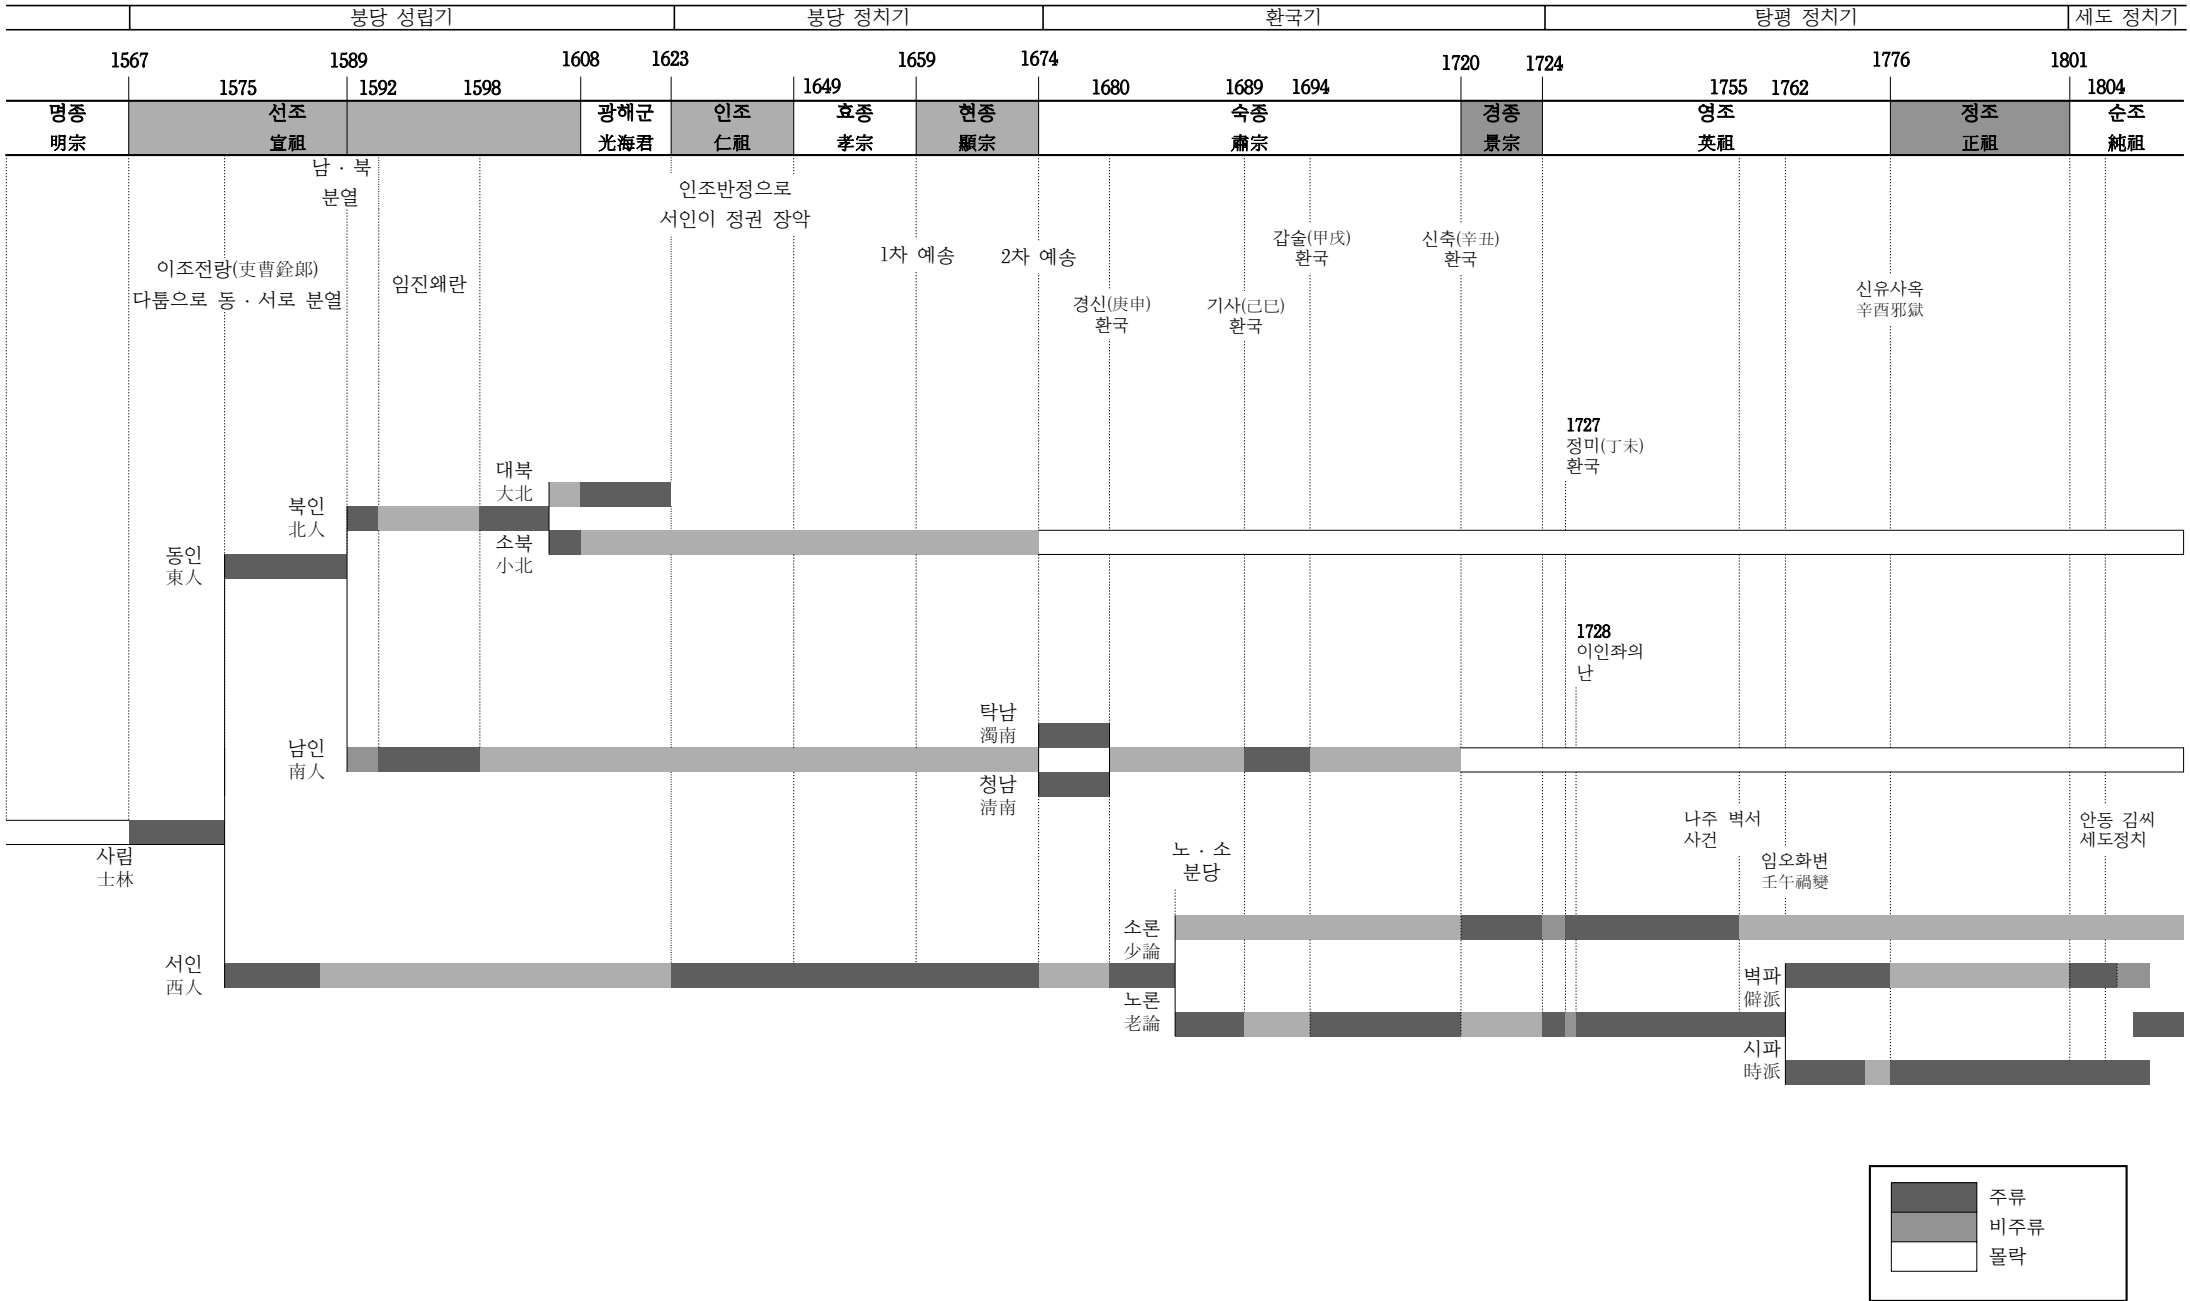 붕당 성립기
붕당 정치기
환국기
탕평 정치기
세도 정치기
1567
1589
1608
1623
1659
1674
1720
1724
1776
1801
1575
1592
1598
1649
1680
1689
1694
1755
1762
1804
명종
선조
광해군
인조
효종
현종
숙종
경종
영조
정조
순조
明宗
宣祖
光海君
仁祖
孝宗
顯宗
肅宗
景宗
英祖
正祖
純祖
남 · 북
분열
인조반정으로
서인이 정권 장악
1차 예송
2차 예송
갑술(甲戌)
환국
신축(辛丑)
환국
이조전랑(吏曹銓郞)
다툼으로 동 · 서로 분열
임진왜란
경신(庚申)
환국
기사(己巳)
환국
신유사옥
辛酉邪獄
1727
정미(丁未)
환국
대북
大北
북인
北人
소북
小北
동인
東人
1728
이인좌의
난
탁남
濁南
남인
南人
청남
淸南
사림
士林
노 · 소
분당
나주 벽서
사건
임오화변
壬午禍變
안동 김씨
세도정치
소론
少論
서인
西人
노론
老論
벽파
僻派
시파
時派
주류
비주류
몰락